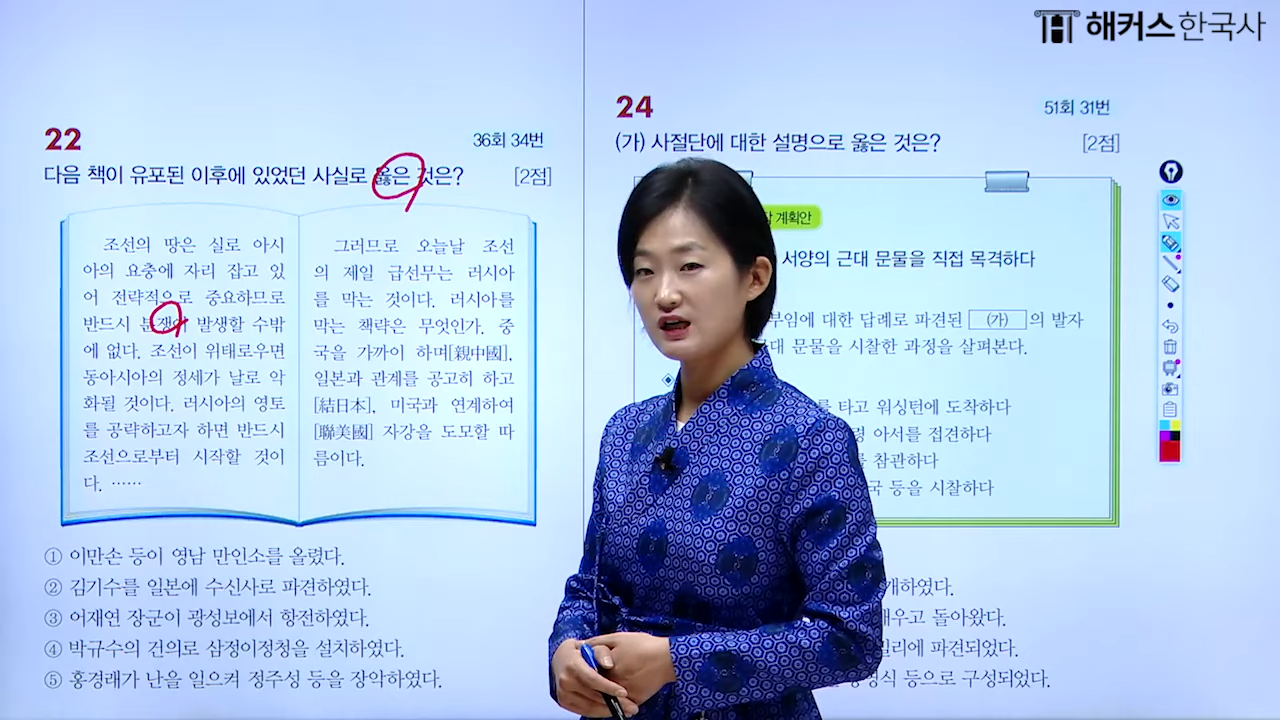 해커스한국사
22
36회 34번
다음 책이 유포된 이후에 있었던 사실로 옳은 것은? [2점]
조선의 땅은 실로 아시
아의 요충에 자리 잡고 있
어 전략적으로 중요하므로
반드시 분쟁이 발생할 수밖
에 없다. 조선이 위태로우면
동아시아의 정세가 날로 악
화될 것이다. 러시아의 영토
를 공략하고자 하면 반드시
조선으로부터 시작할 것이
다. ……
그러므로 오늘날 조선
의 제일 급선무는 러시아
를 막는 것이다. 러시아를
막는 책략은 무엇인가. 중
국을 가까이 하며[親中國],
일본과 관계를 공고히 하고
[結日本], 미국과 연계하여
[聯美國] 자강을 도모할 따
름이다.
① 이만손 등이 영남 만인소를 올렸다.
② 김기수를 일본에 수신사로 파견하였다.
③ 어재연 장군이 광성보에서 항전하였다.
④ 박규수의 건의로 삼정이정청을 설치하였다.
⑤ 홍경래가 난을 일으켜 정주성 등을 장악하였다.
24
51회 31번
(가) 사절단에 대한 설명으로 옳은 것은? [2점]
계획안
서양의 근대 문물을 직접 목격하다
부임에 대한 답례로 파견된 (가) 의 발자
문물을 시찰한 과정을 살펴본다.
를 타고 워싱턴에 도착하다
아서를 접견하다
를 참관하다
국 등을 시찰하다
개하였다.
배우고 돌아왔다.
파견되었다.
등으로 구성되었다.